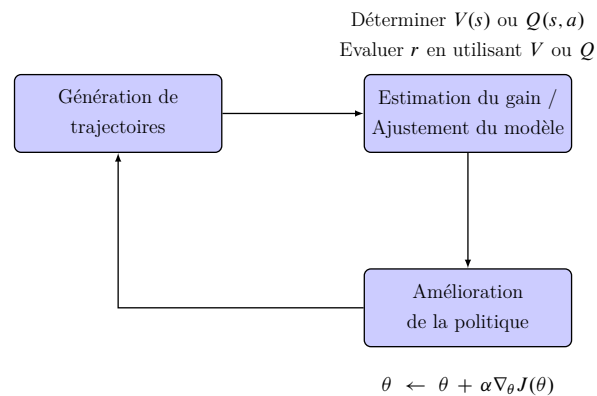 Déterminer V(s) ou Q(s, a)
Evaluer r en utilisant V ou Q
Génération de
trajectoires
Estimation du gain /
Ajustement du modèle
Amélioration
de la politique
θ ← θ + α∇θJ(θ)